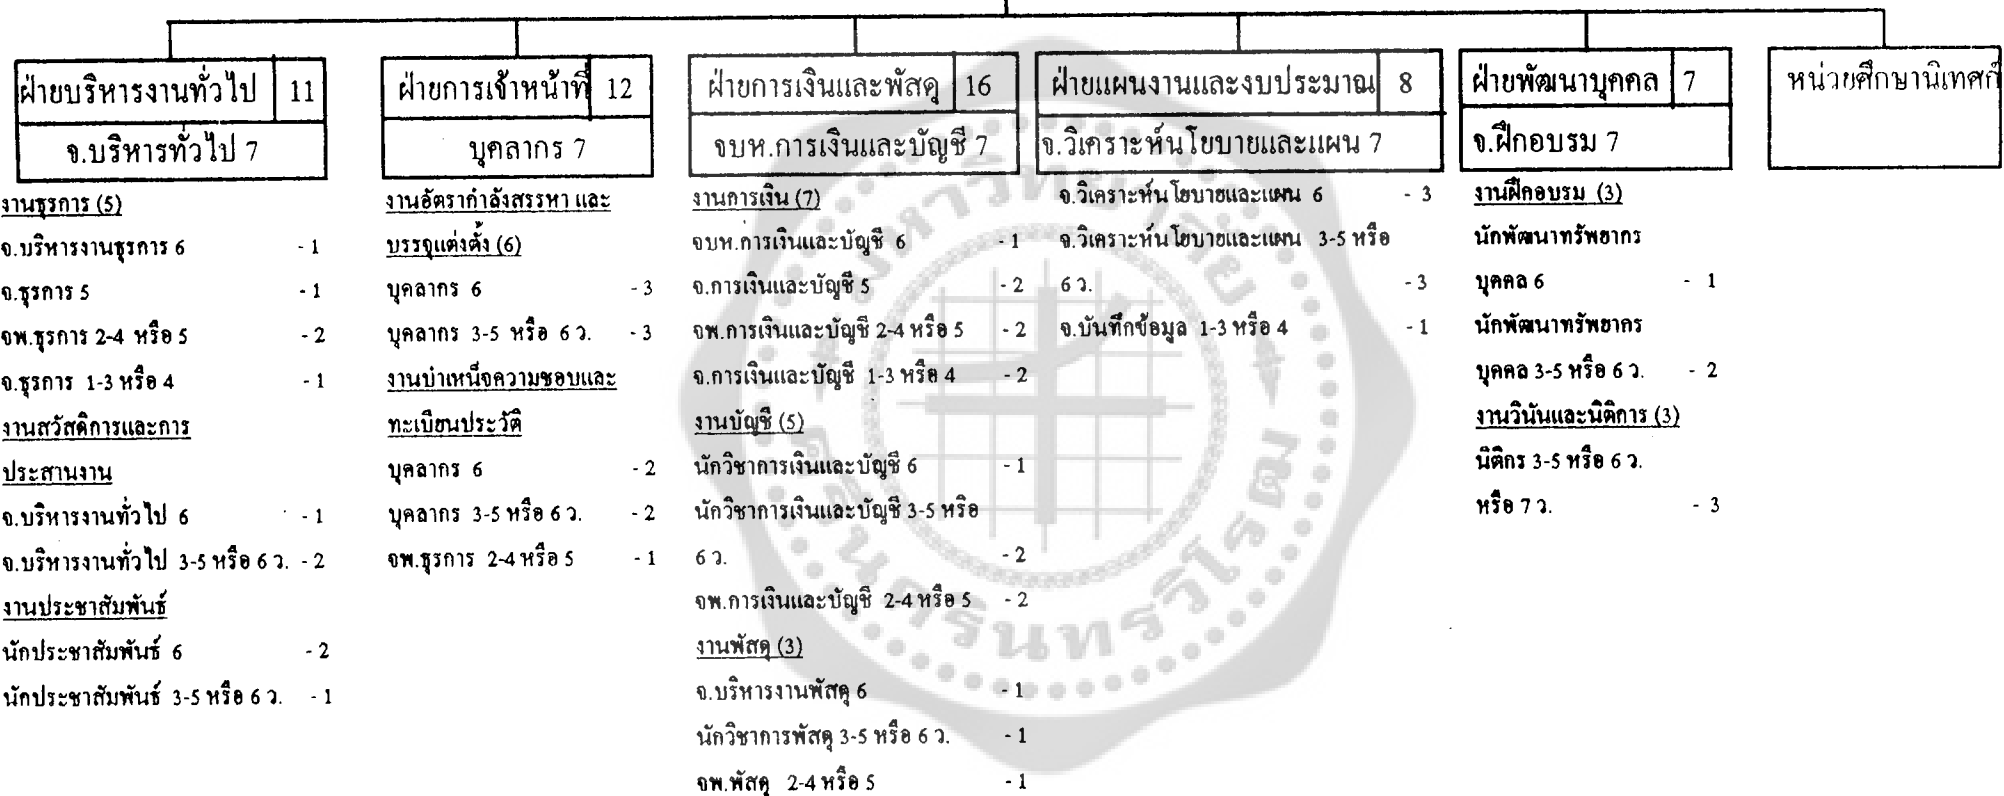 ฝ่ายบริหารงานทั่วไป 11
จ.บริหารทั่วไป 7
งานธุรการ (5)
จ.บริหารงานธุรการ 6 - 1
จ.ธุรการ 5 - 1
จพ.ธุรการ 2-4 หรือ 5 - 2
จ.ธุรการ 1-3 หรือ 4 - 1
งานสวัสดิการและการ
ประสานงาน
จ.บริหารงานทั่วไป 6 - 1
จ.บริหารงานทั่วไป 3-5 หรือ 6 ว. - 2
งานประชาสัมพันธ์
นักประชาสัมพันธ์ 6 - 2
นักประชาสัมพันธ์ 3-5 หรือ 6 ว. - 1
ฝ่ายการเจ้าหน้าที่ 12
บุคลากร 7
งานอัตรากำลังสรรหา และ
บรรจุแต่งตั้ง (6)
บุคลากร 6 - 3
บุคลากร 3-5 หรือ 6 ว. - 3
งานบำเหน็จความชอบและ
ทะเบียนประวัติ
บุคลากร 6 - 2
บุคลากร 3-5 หรือ 6 ว. - 2
จพ.ธุรการ 2-4 หรือ 5 - 1
ฝ่ายการเงินและพัสดุ 16
จบห.การเงินและบัญชี 7
งานการเงิน (7)
จบห.การเงินและบัญชี 6 - 1
จ.การเงินและบัญชี 5 - 2
จพ.การเงินและบัญชี 2-4 หรือ 5 - 2
จ.การเงินและบัญชี 1-3 หรือ 4 - 2
งานบัญชี (5)
นักวิชาการเงินและบัญชี 6 - 1
นักวิชาการเงินและบัญชี 3-5 หรือ
6 ว. - 2
จพ.การเงินและบัญชี 2-4 หรือ 5 - 2
งานพัสดุ (3)
จ.บริหารงานพัสดุ 6 - 1
นักวิชาการพัสดุ 3-5 หรือ 6 ว. - 1
จพ.พัสดุ 2-4 หรือ 5 - 1
ฝ่ายแผนงานและงบประมาณ 8
จ.วิเคราะห์นโยบายและแผน 7
จ.วิเคราะห์นโยบายและแผน 6 - 3
จ.วิเคราะห์นโยบายและแผน 3-5 หรือ
6 ว. - 3
จ.บันทึกข้อมูล 1-3 หรือ 4 - 1
ฝ่ายพัฒนาบุคคล 7
จ.ฝึกอบรม 7
งานฝึกอบรม (3)
นักพัฒนาทรัพยากร
บุคคล 6 - 1
นักพัฒนาทรัพยากร
บุคคล 3-5 หรือ 6 ว. - 2
งานวินันและนิติการ (3)
นิติกร 3-5 หรือ 6 ว.
หรือ 7 ว. - 3
หน่วยศึกษานิเทศก์
มหาวิทยาลัย
ศรีนครินทรวิโรฒ